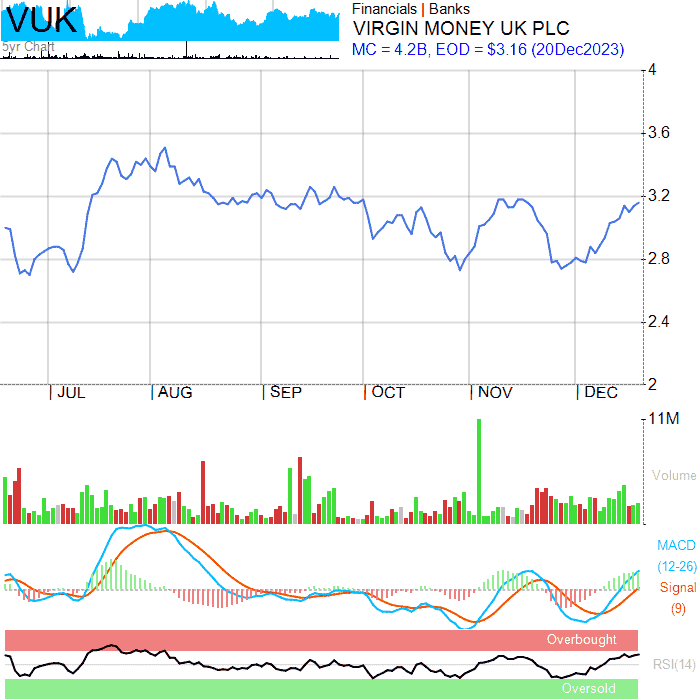 VUK
5yr Chart
Financials | Banks
VIRGIN MONEY UK PLC
MC = 4.2B, EOD = $3.16 (20Dec2023)
4
3.6
3.2
2.8
2.4
2
JUL AUG SEP OCT NOV DEC
11M
Volume
MACD
(12-26)
Signal
(9)
Overbought
RSI(14)
Oversold